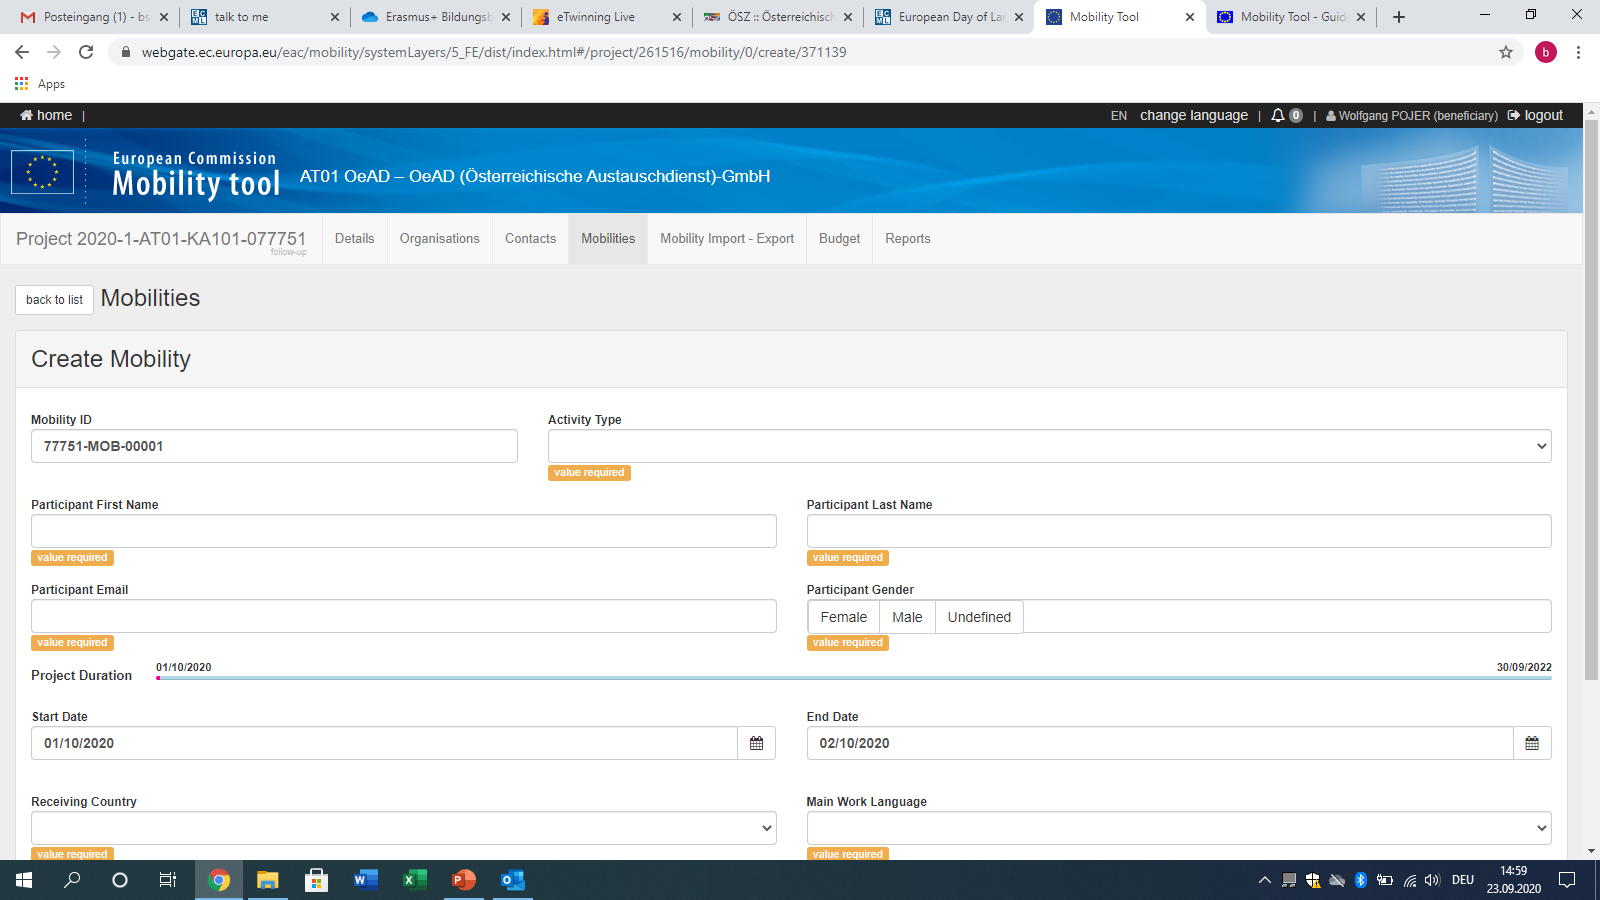 Posteingang (1) - bs
talk to me
Erasmus+ Bildungsb
eTwinning Live
ÖSZ :: Österreichisch
European Day of Lan
Mobility Tool
Mobility Tool - Guid
webgate.ec.europa.eu/eac/mobility/systemLayers/5_FE/dist/index.html#/project/261516/mobility/0/create/371139
b
Apps
home |
EN change language | 0 | Wolfgang POJER (beneficiary) logout
European Commission
Mobility tool
AT01 OeAD – OeAD (Österreichische Austauschdienst)-GmbH
Project 2020-1-AT01-KA101-077751
follow-up
Details Organisations Contacts Mobilities Mobility Import - Export Budget Reports
back to list Mobilities
Create Mobility
Mobility ID Activity Type
77751-MOB-00001
value required
Participant First Name Participant Last Name
value required value required
Participant Email Participant Gender
Female Male Undefined
value required value required
Project Duration 01/10/2020 30/09/2022
Start Date End Date
01/10/2020 02/10/2020
Receiving Country Main Work Language
value required value required
DEU
14:59
23.09.2020